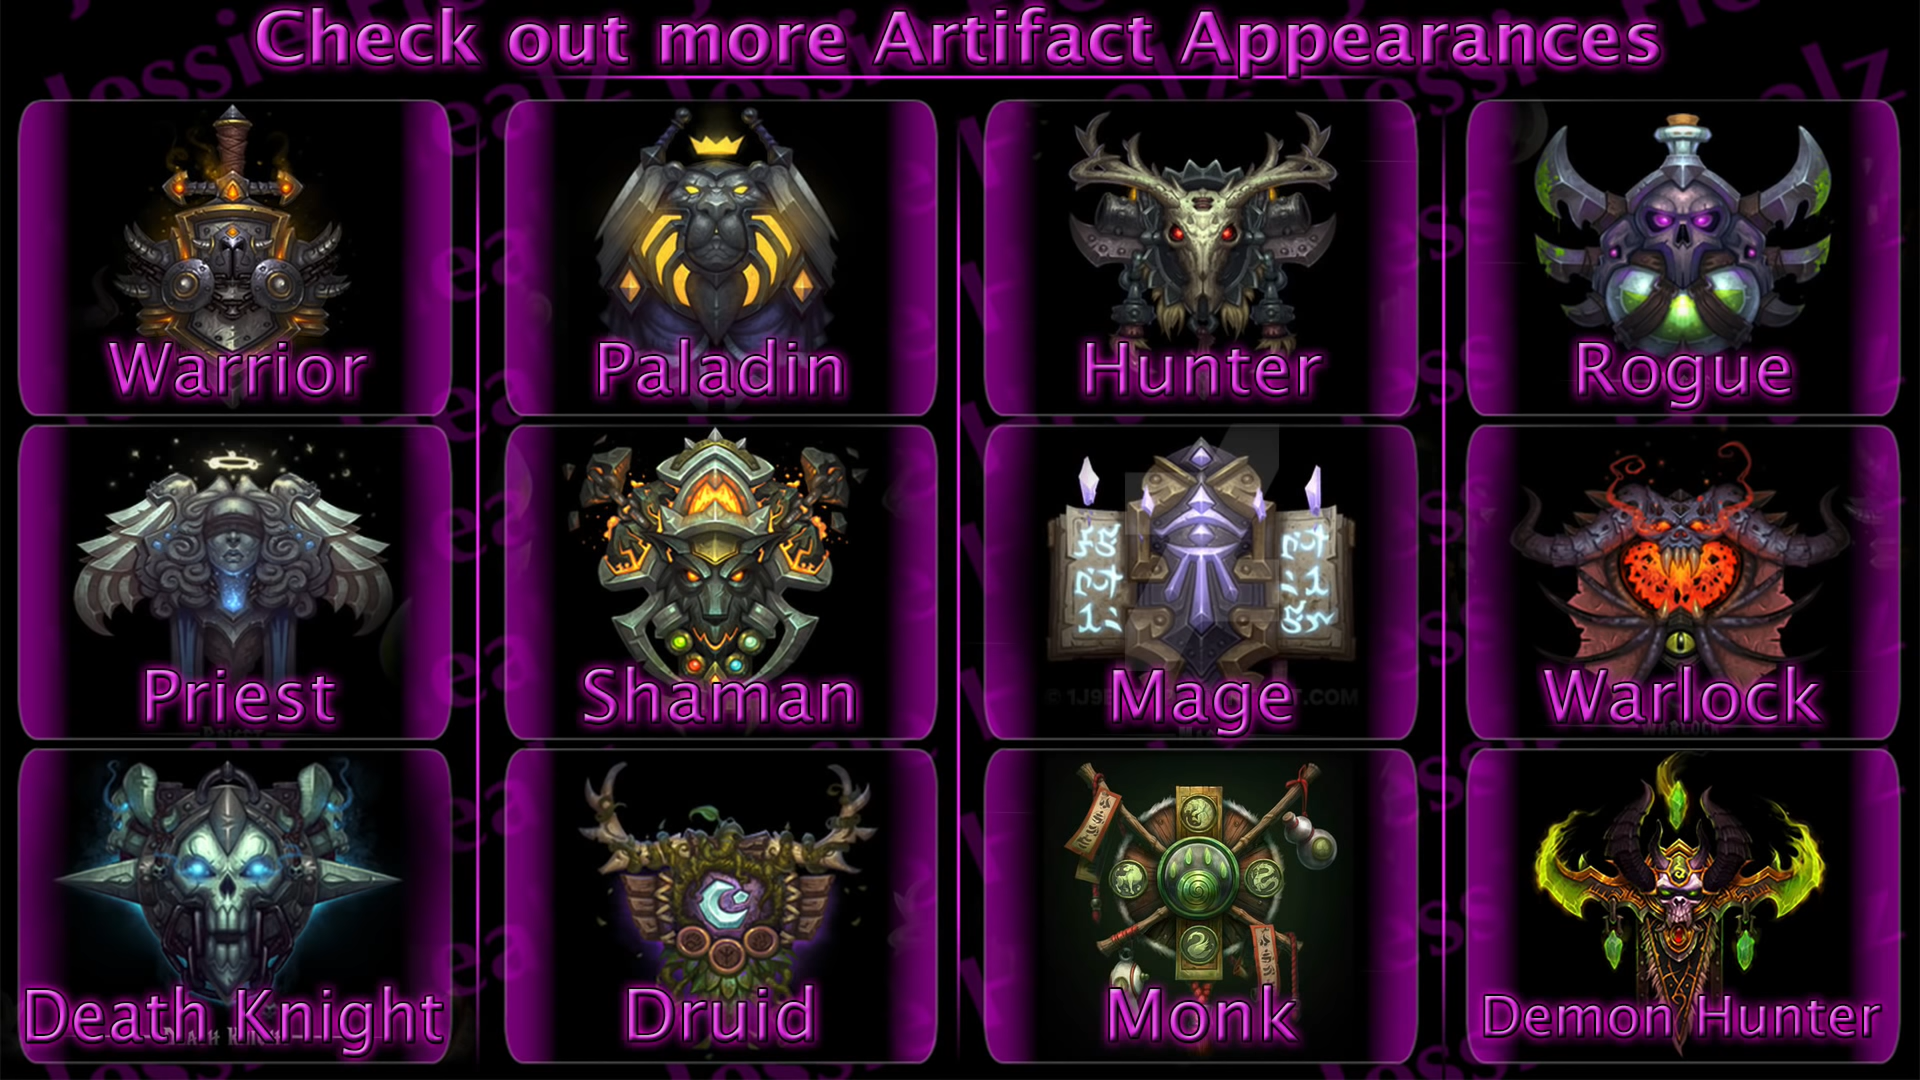 Check out more Artifact Appearances
Warrior
Paladin
Hunter
Rogue
Priest
Shaman
Mage
Warlock
Death Knight
Druid
Monk
Demon Hunter